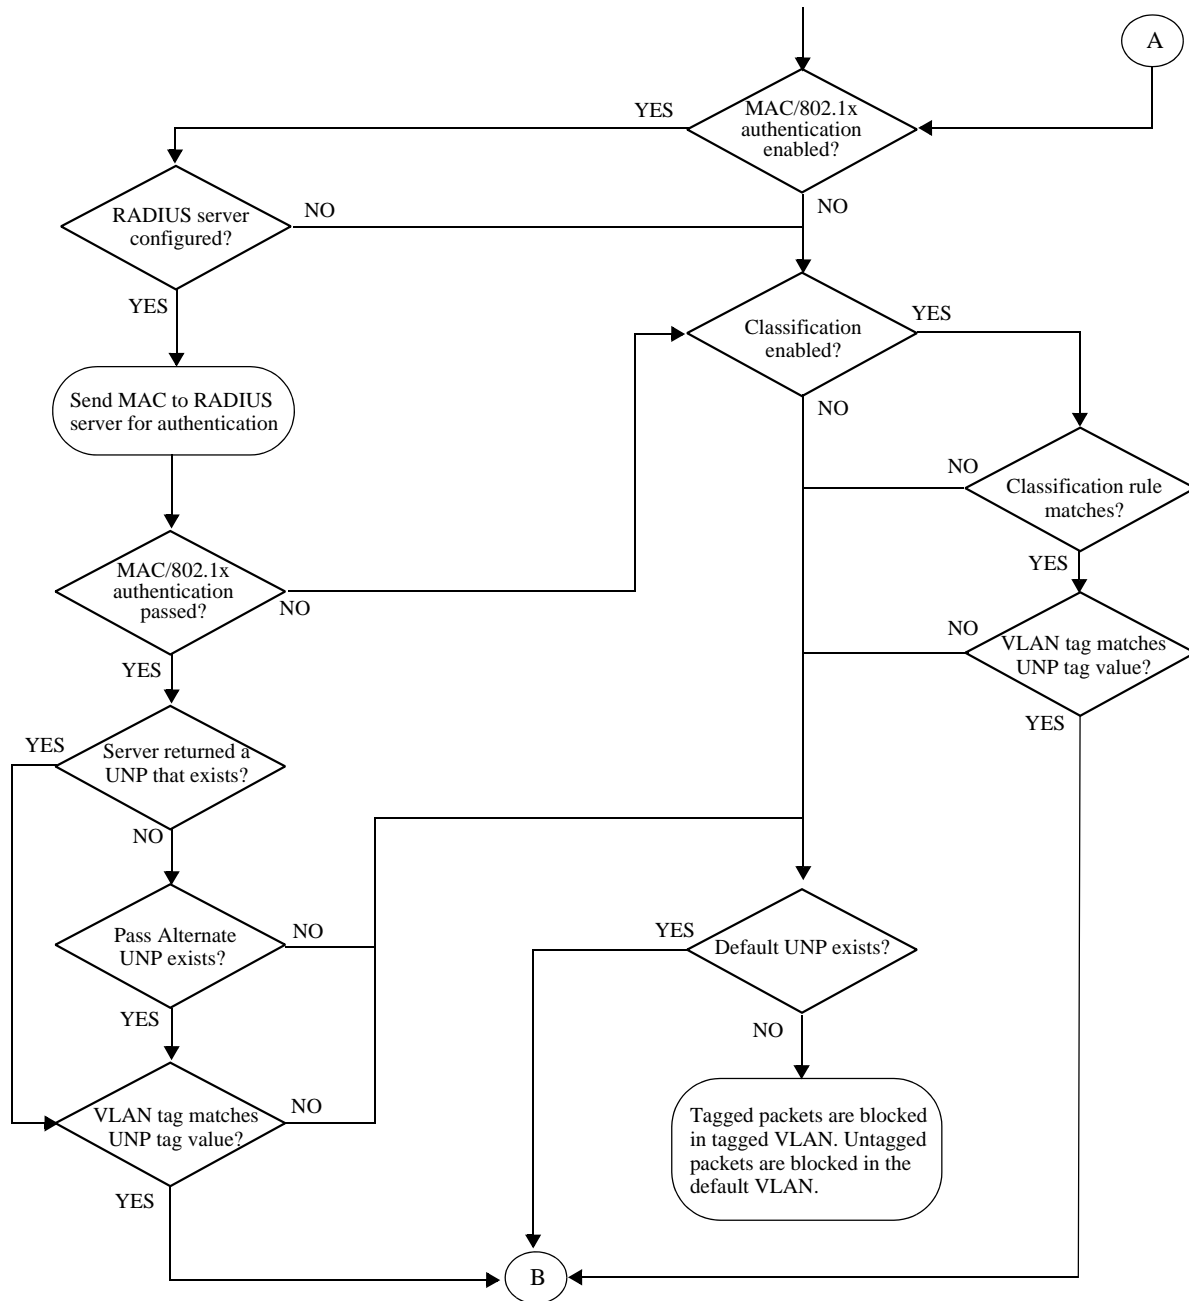 A
MAC/802.1x
authentication
enabled?
YES
NO
RADIUS server
configured?
NO
YES
Classification
enabled?
YES
NO
Send MAC to RADIUS
server for authentication
Classification rule
matches?
NO
YES
MAC/802.1x
authentication
passed?
NO
YES
VLAN tag matches
UNP tag value?
NO
YES
Server returned a
UNP that exists?
YES
NO
Pass Alternate
UNP exists?
NO
YES
Default UNP exists?
YES
NO
VLAN tag matches
UNP tag value?
NO
YES
Tagged packets are blocked
in tagged VLAN. Untagged
packets are blocked in the
default VLAN.
B